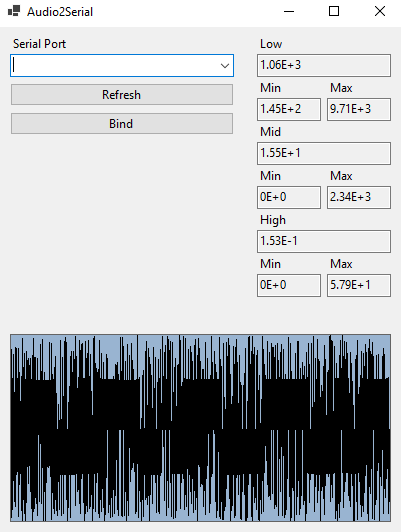 Audio2Serial
Serial Port
Refresh
Bind
Low
1.06E+3
Min Max
1.45E+2 9.71E+3
Mid
1.55E+1
Min Max
0E+0 2.34E+3
High
1.53E-1
Min Max
0E+0 5.79E+1